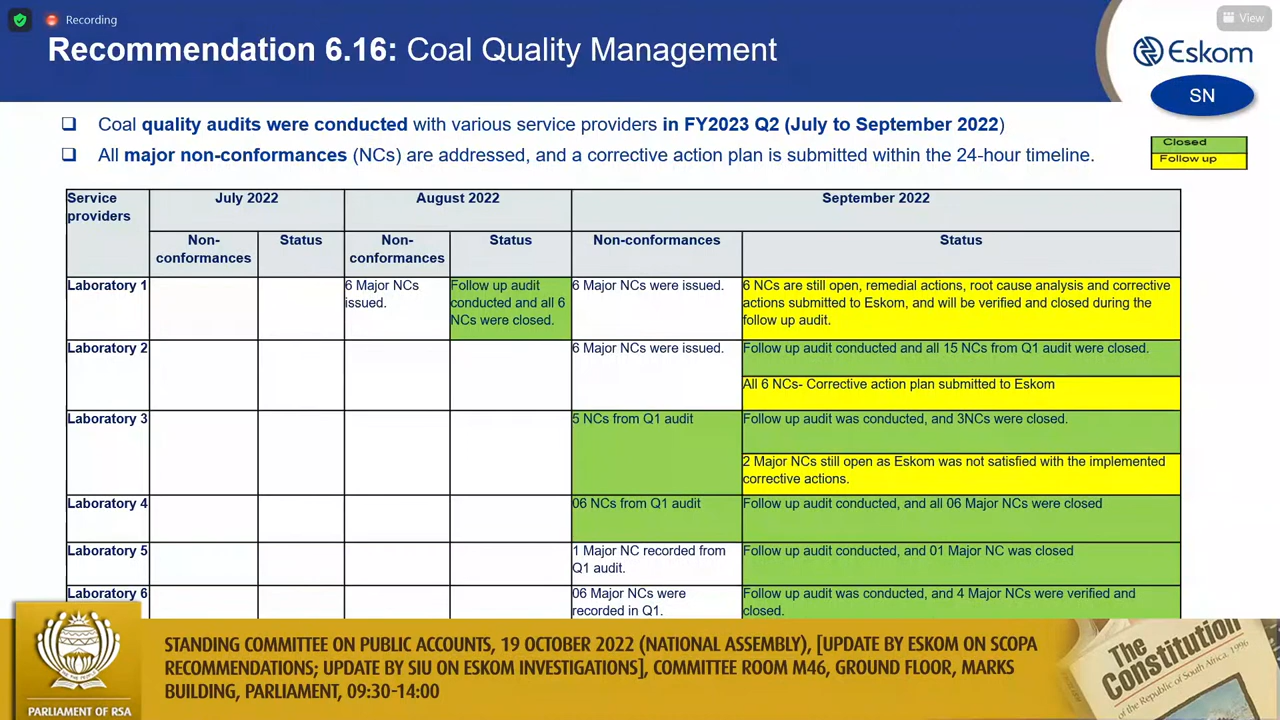 Recording
View
Recommendation 6.16: Coal Quality Management
Eskom
SN
❑ Coal quality audits were conducted with various service providers in FY2023 Q2 (July to September 2022)
❑ All major non-conformances (NCs) are addressed, and a corrective action plan is submitted within the 24-hour timeline.
Closed
Follow up
Service
providers
July 2022
August 2022
September 2022
Non-
conformances
Status
Non-
conformances
Status
Non-conformances
Status
Laboratory 1
6 Major NCs
issued.
Follow up audit
conducted and all 6
NCs were closed.
6 Major NCs were issued.
6 NCs are still open, remedial actions, root cause analysis and corrective
actions submitted to Eskom, and will be verified and closed during the
follow up audit.
Laboratory 2
6 Major NCs were issued.
Follow up audit conducted and all 15 NCs from Q1 audit were closed.
All 6 NCs- Corrective action plan submitted to Eskom
Laboratory 3
5 NCs from Q1 audit
Follow up audit was conducted, and 3NCs were closed.
2 Major NCs still open as Eskom was not satisfied with the implemented
corrective actions.
Laboratory 4
06 NCs from Q1 audit
Follow up audit conducted, and all 06 Major NCs were closed
Laboratory 5
1 Major NC recorded from
Q1 audit.
Follow up audit conducted, and 01 Major NC was closed
Laboratory 6
06 Major NCs were
recorded in Q1.
Follow up audit was conducted, and 4 Major NCs were verified and
closed.
STANDING COMMITTEE ON PUBLIC ACCOUNTS, 19 OCTOBER 2022 (NATIONAL ASSEMBLY), [UPDATE BY ESKOM ON SCOPA
RECOMMENDATIONS; UPDATE BY SIU ON ESKOM INVESTIGATIONS], COMMITTEE ROOM M46, GROUND FLOOR, MARKS
BUILDING, PARLIAMENT, 09:30-14:00
PARLIAMENT OF RSA
The
Constitution
of the Republic of South Africa, 1996